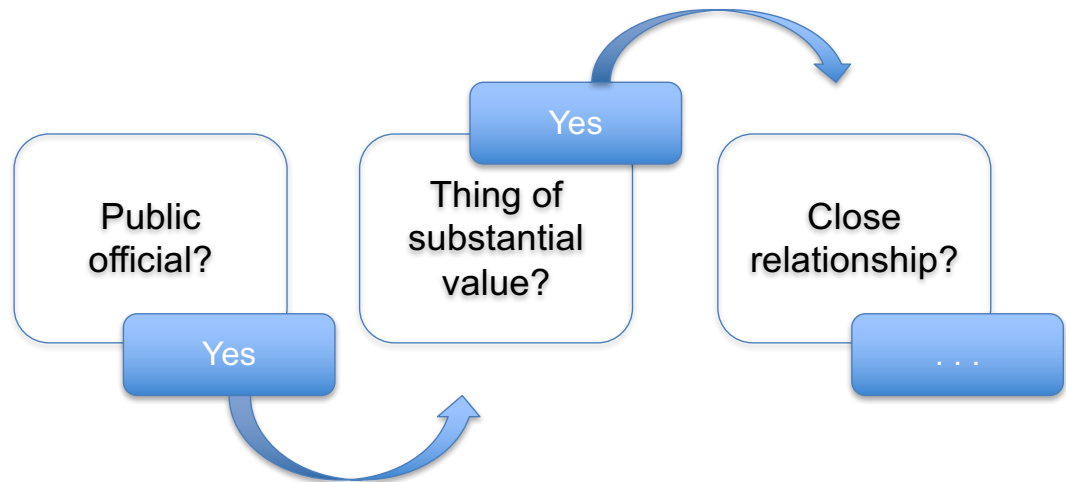 Public
official?
Yes
Thing of
substantial
value?
Yes
Close
relationship?
. . .